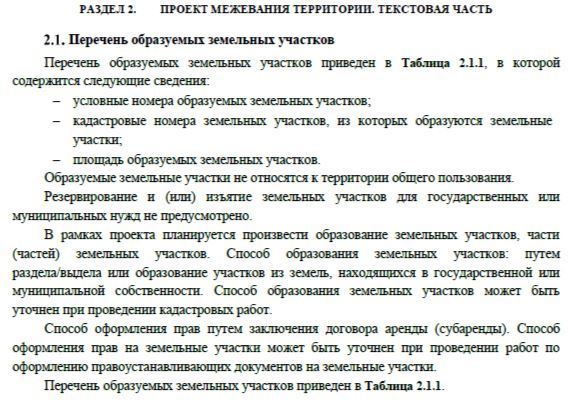 РАЗДЕЛ 2. ПРОЕКТ МЕЖЕВАНИЯ ТЕРРИТОРИИ. ТЕКСТОВАЯ ЧАСТЬ
2.1. Перечень образуемых земельных участков
Перечень образуемых земельных участков приведен в Таблица 2.1.1, в которой
содержится следующие сведения:
– условные номера образуемых земельных участков;
– кадастровые номера земельных участков, из которых образуются земельные
участки;
– площадь образуемых земельных участков.
Образуемые земельные участки не относятся к территории общего пользования.
Резервирование и (или) изъятие земельных участков для государственных или
муниципальных нужд не предусмотрено.
В рамках проекта планируется произвести образование земельных участков, части
(частей) земельных участков. Способ образования земельных участков: путем
раздела/выдела или образование участков из земель, находящихся в государственной или
муниципальной собственности. Способ образования земельных участков может быть
уточнен при проведении кадастровых работ.
Способ оформления прав путем заключения договора аренды (субаренды). Способ
оформления прав на земельные участки может быть уточнен при проведении работ по
оформлению правоустанавливающих документов на земельные участки.
Перечень образуемых земельных участков приведен в Таблица 2.1.1.